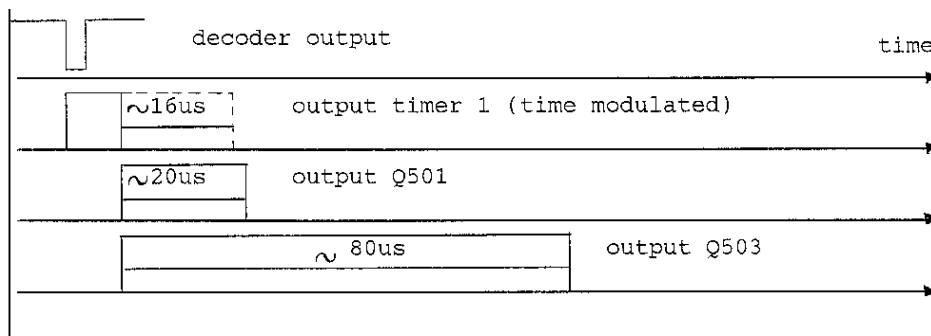 decoder output
time
~16us
output timer 1 (time modulated)
~20us
output Q501
~ 80us
output Q503